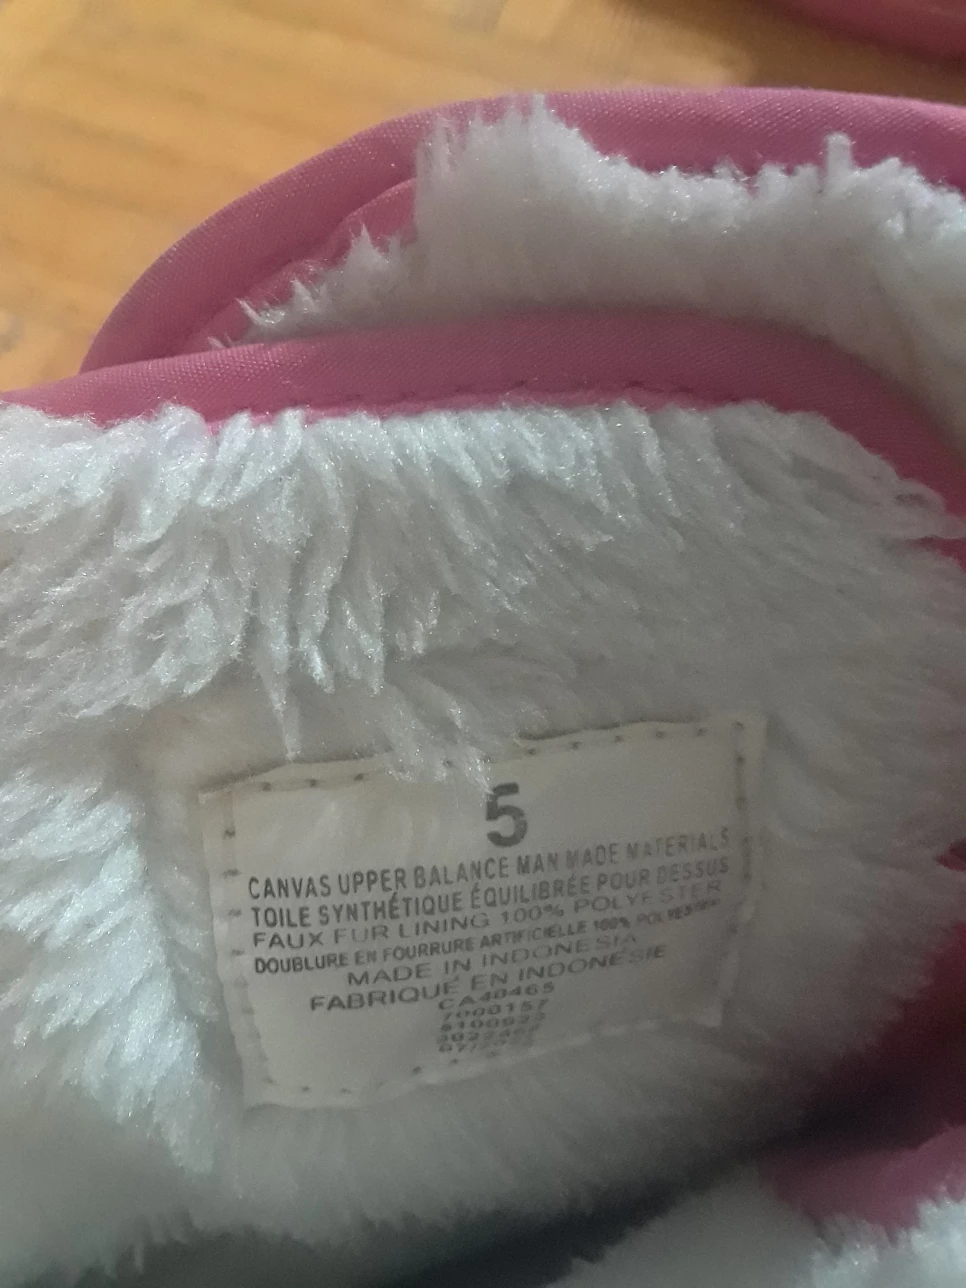 5
CANVAS UPPER BALANCE MAN MADE MATERIALS
TOILE SYNTHÉTIQUE ÉQUILIBRÉE POUR DESSUS
FAUX FUR LINING 100% POLYESTER
DOUBLURE EN FOURRURE ARTIFICIELLE 100% POLYESTER
MADE IN INDONESIA
FABRIQUÉ EN INDONÉSIE
CA40465
7000157